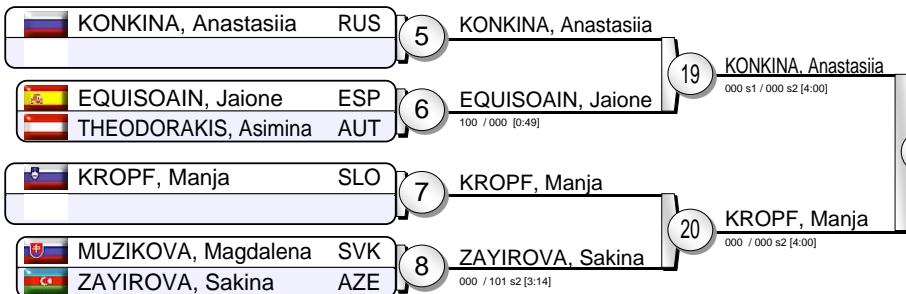 KONKINA, Anastasiia RUS
5
KONKINA, Anastasiia
19
KONKINA, Anastasiia
000 s1 / 000 s2 [4:00]
EQUISOAIN, Jaione ESP
THEODORAKIS, Asimina AUT
6
EQUISOAIN, Jaione
100 / 000 [0:49]
KROPF, Manja SLO
7
KROPF, Manja
20
KROPF, Manja
000 / 000 s2 [4:00]
MUZIKOVA, Magdalena SVK
ZAYIROVA, Sakina AZE
8
ZAYIROVA, Sakina
000 / 101 s2 [3:14]